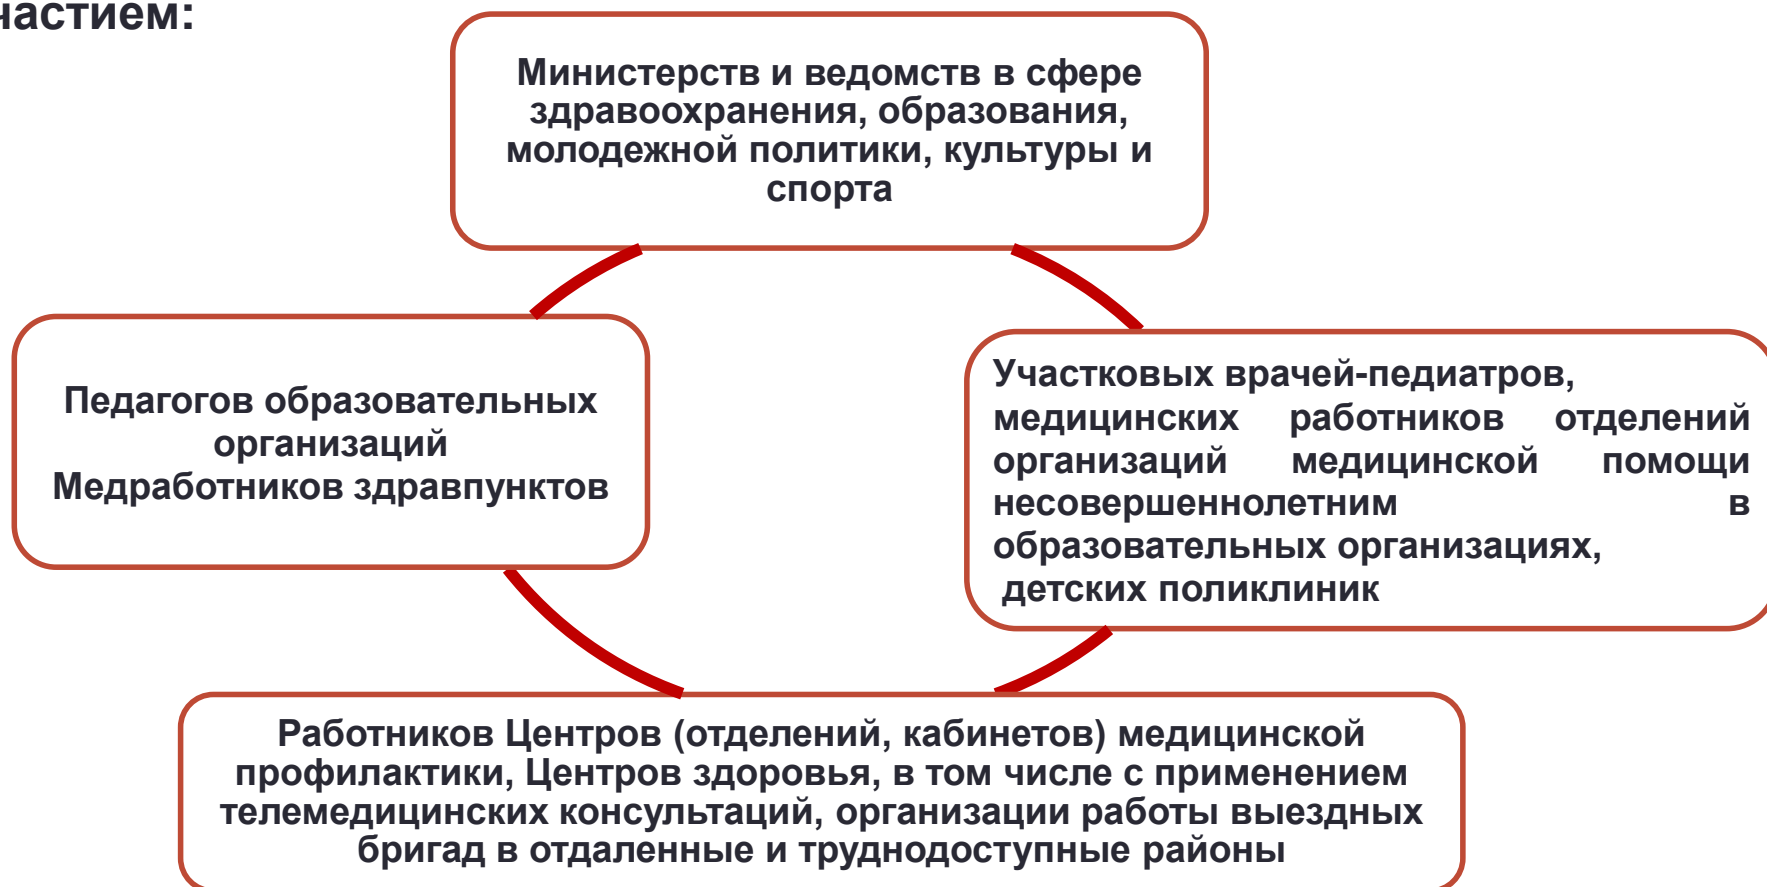 частием:
Министерств и ведомств в сфере
здравоохранения, образования,
молодежной политики, культуры и
спорта
Педагогов образовательных
организаций
Медработников здравпунктов
Участковых врачей-педиатров,
медицинских работников отделений
организаций медицинской помощи
несовершеннолетним в
образовательных организациях,
детских поликлиник
Работников Центров (отделений, кабинетов) медицинской
профилактики, Центров здоровья, в том числе с применением
телемедицинских консультаций, организации работы выездных
бригад в отдаленные и труднодоступные районы